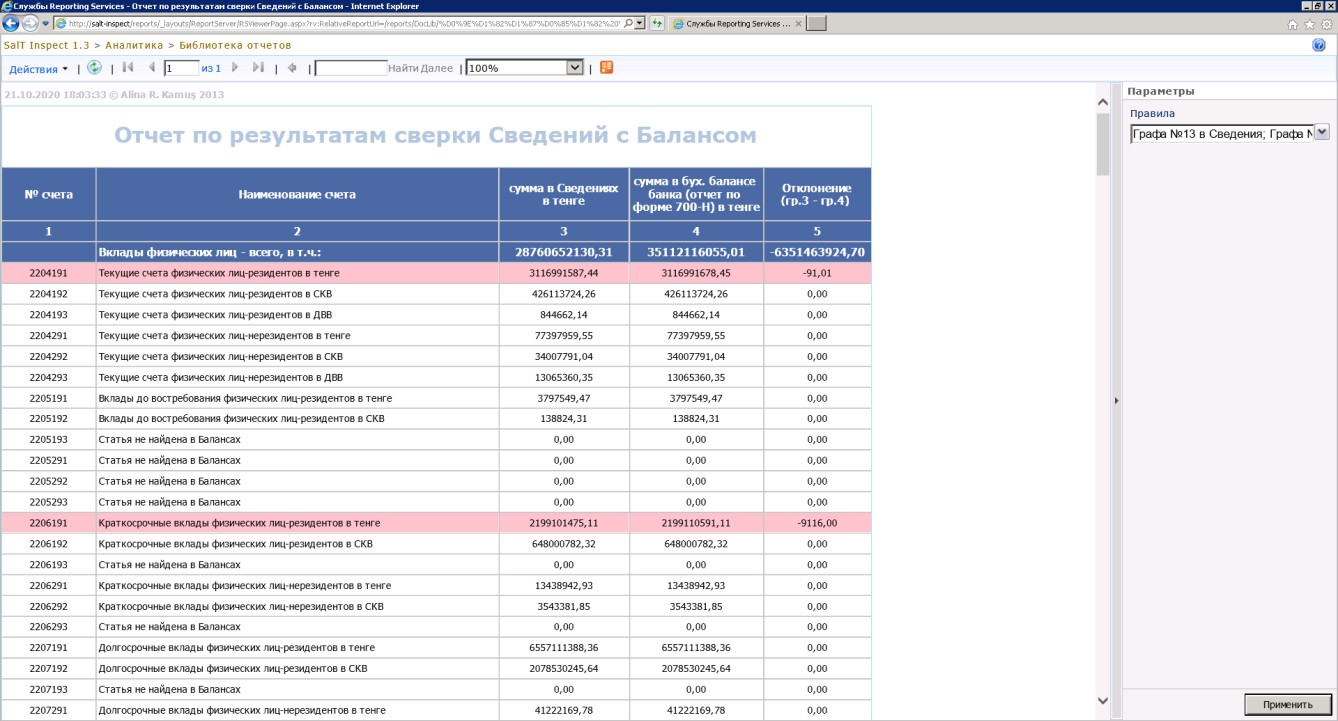 Службы Reporting Services - Отчет по результатам сверки Сведений с Балансом - Internet Explorer
http://salt-inspect/reports/_layouts/ReportServer/RSViewerPage.aspx?rv:RelativeReportUrl=/reports/DocLib/%D0%9E%D1%82%D1%87%D0%B5%D1%82%20' Службы Reporting Services ...
SalT Inspect 1.3 > Аналитика > Библиотека отчетов
Действия 1 из 1 Найти Далее 100%
21.10.2020 18:03:33 © Alina R. Kamuş 2013
Отчет по результатам сверки Сведений с Балансом
№ счета Наименование счета сумма в Сведениях в тенге сумма в бух. балансе банка (отчет по форме 700-Н) в тенге Отклонение (гр.3 - гр.4)
1 2 3 4 5
Вклады физических лиц - всего, в т.ч.: 28760652130,31 35112116055,01 -6351463924,70
2204191 Текущие счета физических лиц-резидентов в тенге 3116991587,44 3116991678,45 -91,01
2204192 Текущие счета физических лиц-резидентов в СКВ 426113724,26 426113724,26 0,00
2204193 Текущие счета физических лиц-резидентов в ДВВ 844662,14 844662,14 0,00
2204291 Текущие счета физических лиц-нерезидентов в тенге 77397959,55 77397959,55 0,00
2204292 Текущие счета физических лиц-нерезидентов в СКВ 34007791,04 34007791,04 0,00
2204293 Текущие счета физических лиц-нерезидентов в ДВВ 13065360,35 13065360,35 0,00
2205191 Вклады до востребования физических лиц-резидентов в тенге 3797549,47 3797549,47 0,00
2205192 Вклады до востребования физических лиц-резидентов в СКВ 138824,31 138824,31 0,00
2205193 Статья не найдена в Балансах 0,00 0,00 0,00
2205291 Статья не найдена в Балансах 0,00 0,00 0,00
2205292 Статья не найдена в Балансах 0,00 0,00 0,00
2205293 Статья не найдена в Балансах 0,00 0,00 0,00
2206191 Краткосрочные вклады физических лиц-резидентов в тенге 2199101475,11 2199110591,11 -9116,00
2206192 Краткосрочные вклады физических лиц-резидентов в СКВ 648000782,32 648000782,32 0,00
2206193 Статья не найдена в Балансах 0,00 0,00 0,00
2206291 Краткосрочные вклады физических лиц-нерезидентов в тенге 13438942,93 13438942,93 0,00
2206292 Краткосрочные вклады физических лиц-нерезидентов в СКВ 3543381,85 3543381,85 0,00
2206293 Статья не найдена в Балансах 0,00 0,00 0,00
2207191 Долгосрочные вклады физических лиц-резидентов в тенге 6557111388,36 6557111388,36 0,00
2207192 Долгосрочные вклады физических лиц-резидентов в СКВ 2078530245,64 2078530245,64 0,00
2207193 Статья не найдена в Балансах 0,00 0,00 0,00
2207291 Долгосрочные вклады физических лиц-нерезидентов в тенге 41222169,78 41222169,78 0,00
Параметры
Правила
Графа №13 в Сведения; Графа №
Применить